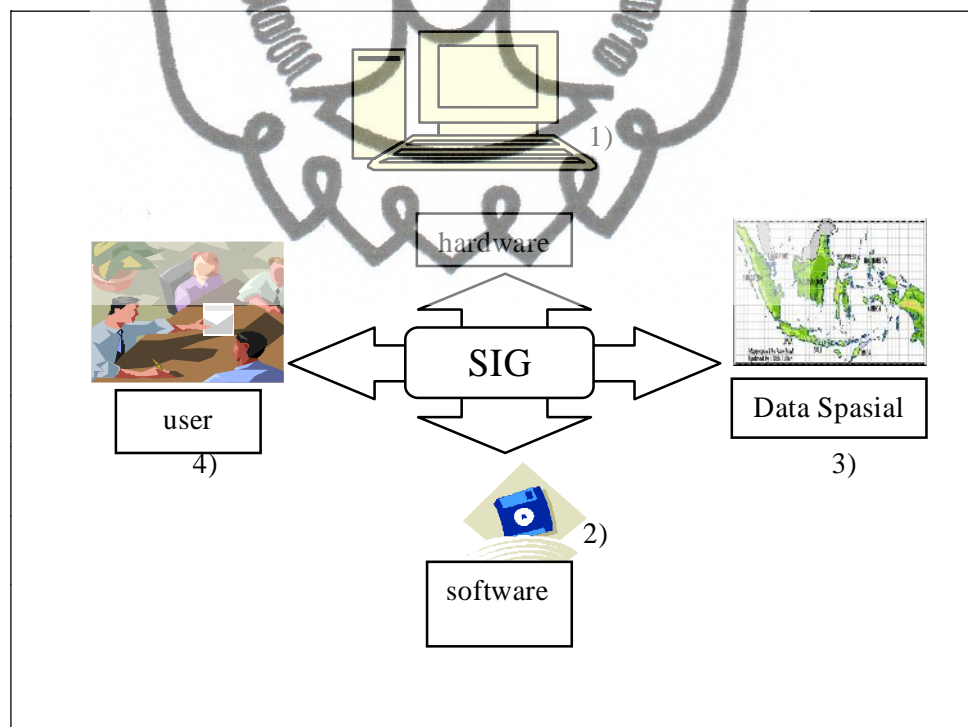 1)
hardware
SIG
user
4)
Data Spasial
3)
2)
software